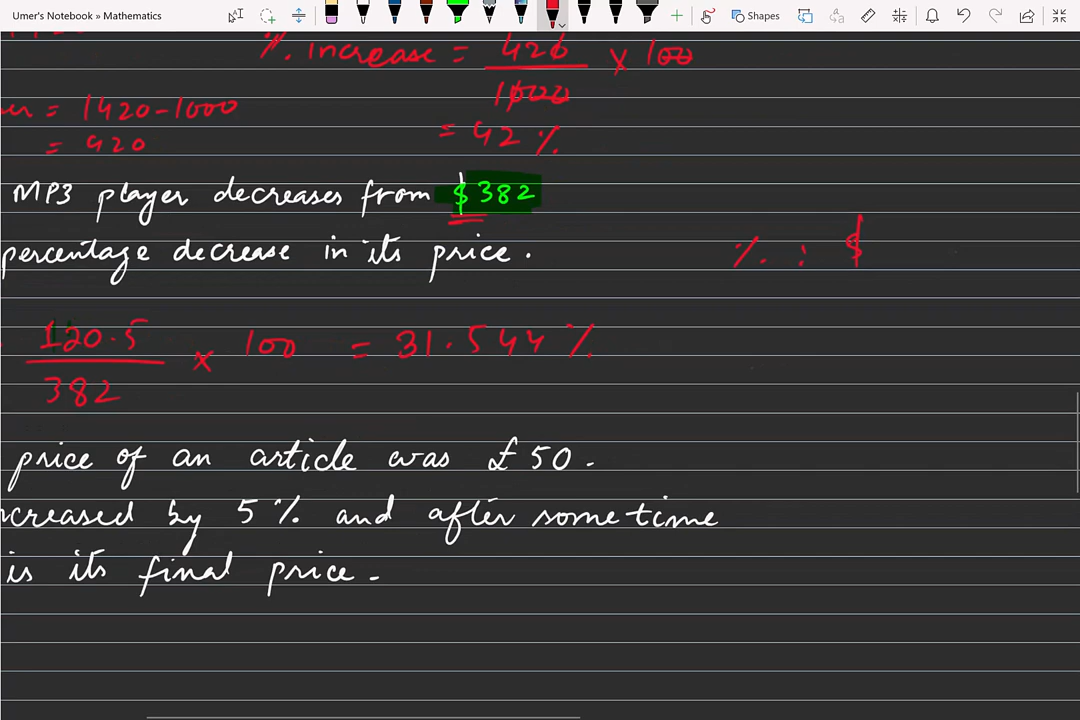 Umer's Notebook » Mathematics
Shapes
%. increase = 420 × 100
1000
= 1420-1000
= 420
= 42 %
MP3 player decreases from $382
percentage decrease in its price.
% : $
120.5 × 100 = 31.544 %
382
price of an article was £ 50.
ncreased by 5% and after some time
is its final price.